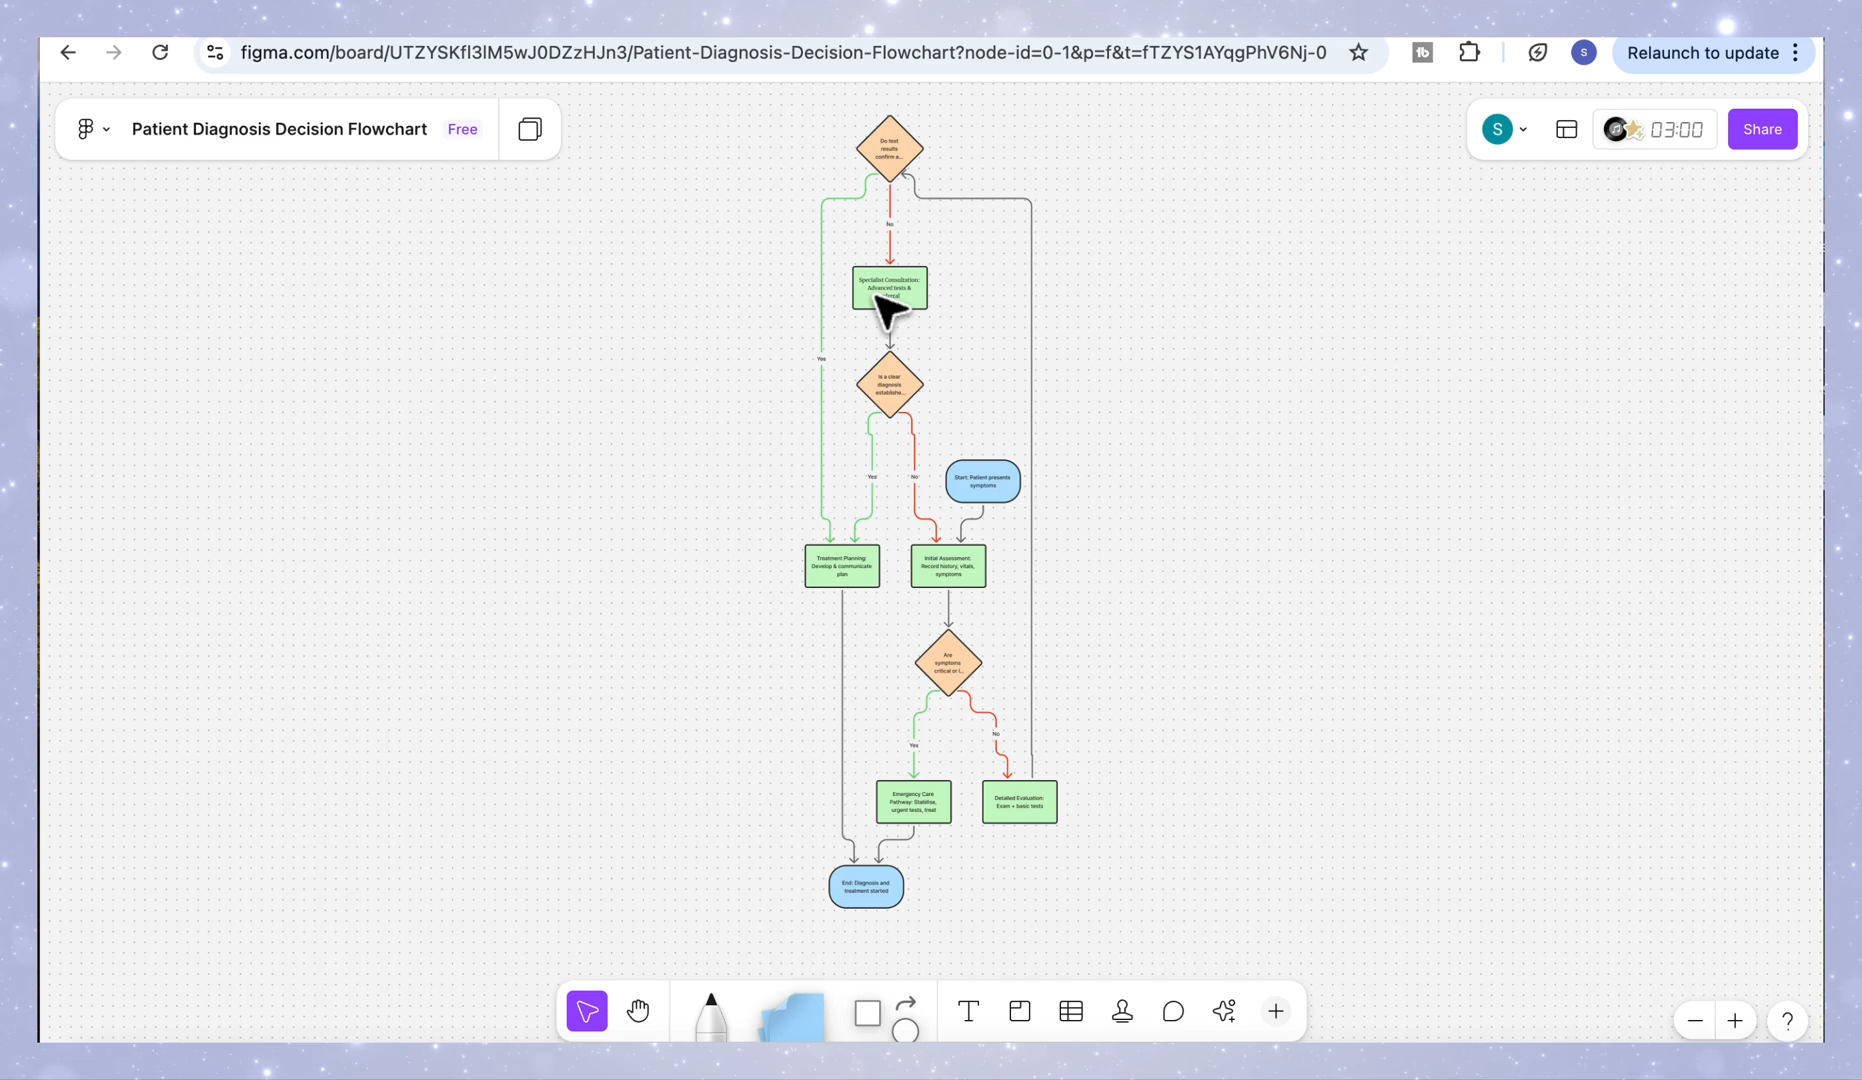 figma.com/board/UTZYSKfI3IM5wJ0DZzHJn3/Patient-Diagnosis-Decision-Flowchart?node-id=0-1&p=f&t=fTZYS1AYqgPhV6Nj-0
S
Relaunch to update
Patient Diagnosis Decision Flowchart
Free
S
03:00
Share
Do test
results
confirm a...
No
Specialist Consultation:
Advanced tests &
Yes
Is a clear
diagnosis
establishe...
Yes
No
Start: Patient presents
symptoms
Treatment Planning:
Develop & communicate
plan
Initial Assessment:
Record history, vitals,
symptoms
Are
symptoms
critical or l...
Yes
No
Emergency Care
Pathway: Stabilise,
urgent tests, treat
Detailed Evaluation:
Exam + basic tests
End: Diagnosis and
treatment started
T
?